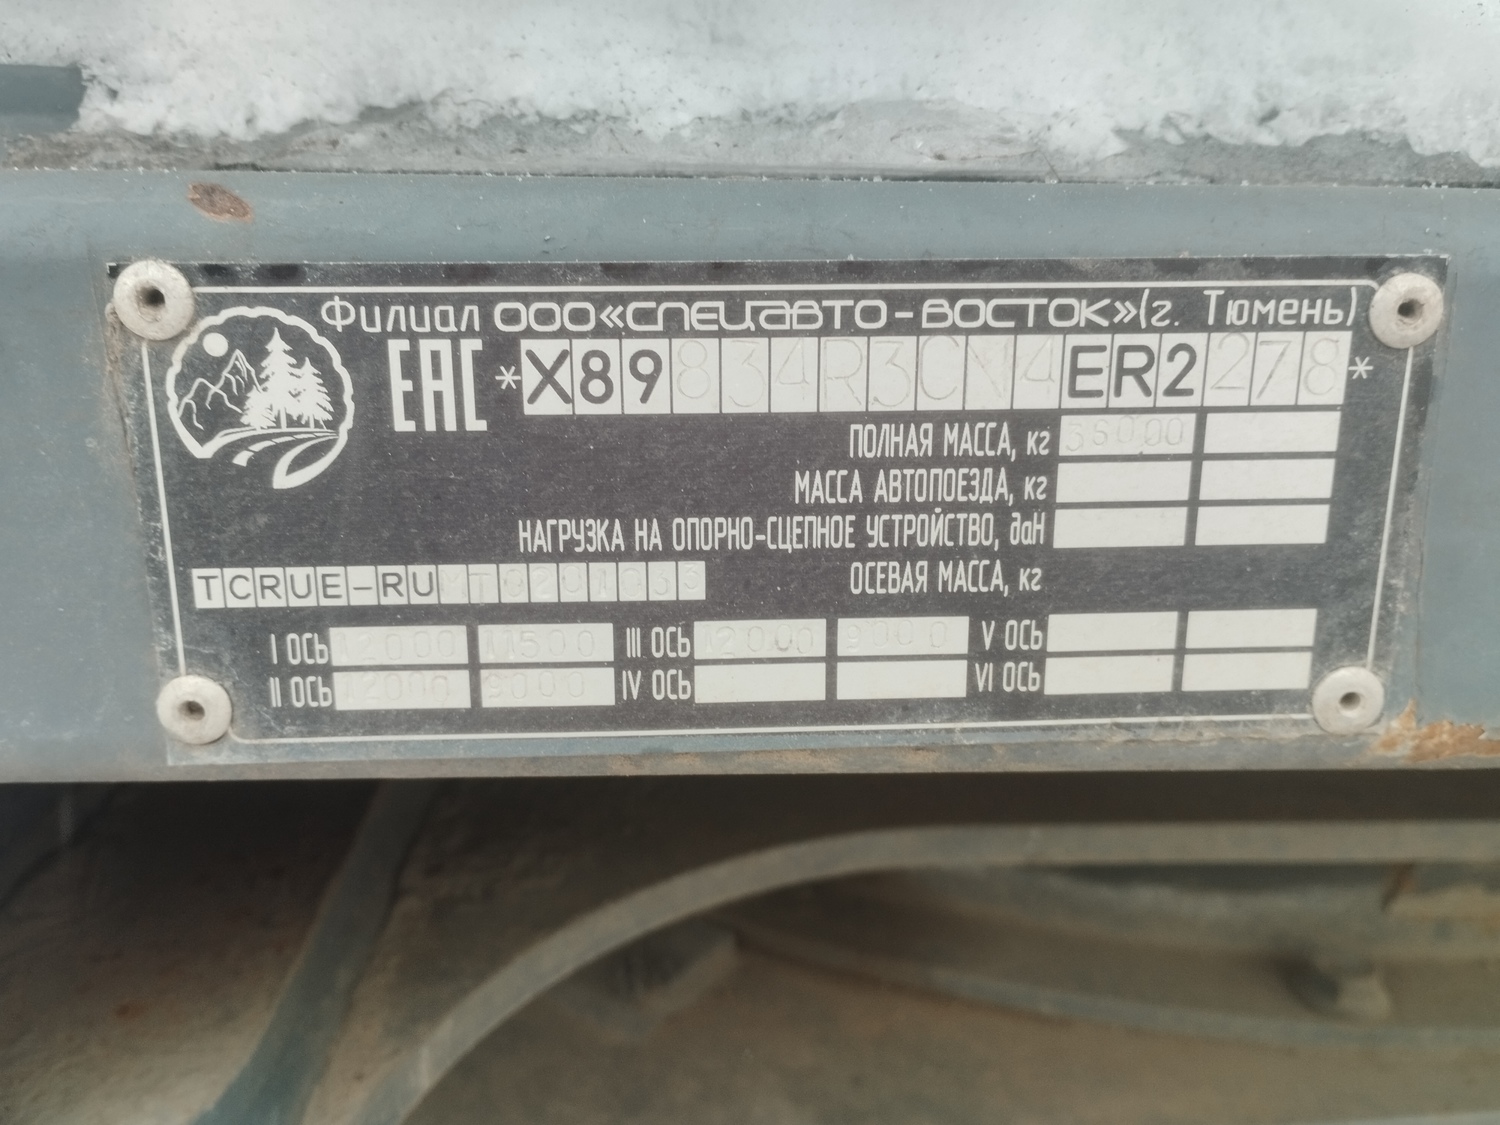 Филиал ООО«СПЕЦАВТО-ВОСТОК»(г. Тюмень)
ЕАС *X89834R3CN4ER2278*
ПОЛНАЯ МАССА, кг 36000
МАССА АВТОПОЕЗДА, кг
НАГРУЗКА НА ОПОРНО-СЦЕПНОЕ УСТРОЙСТВО, даН
TCRUE-RUMT0201033 ОСЕВАЯ МАССА, кг
I ОСЬ 12000 11500 III ОСЬ 12000 9000 V ОСЬ
II ОСЬ 12000 9000 IV ОСЬ VI ОСЬ